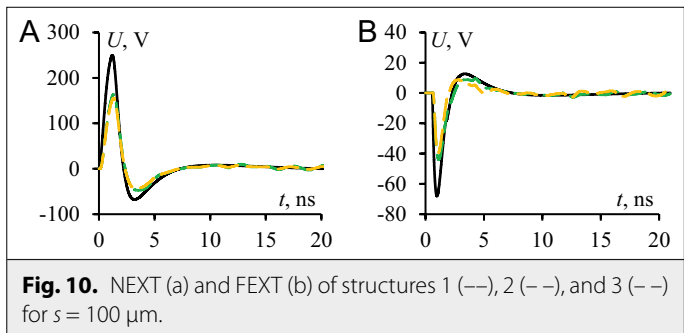 A
U, V
300
200
100
0
-100
t, ns
0 5 10 15 20
B
U, V
40
20
0
-20
-40
-60
-80
t, ns
0 5 10 15 20
Fig. 10. NEXT (a) and FEXT (b) of structures 1 (––), 2 (– –), and 3 (– –)
for s = 100 μm.